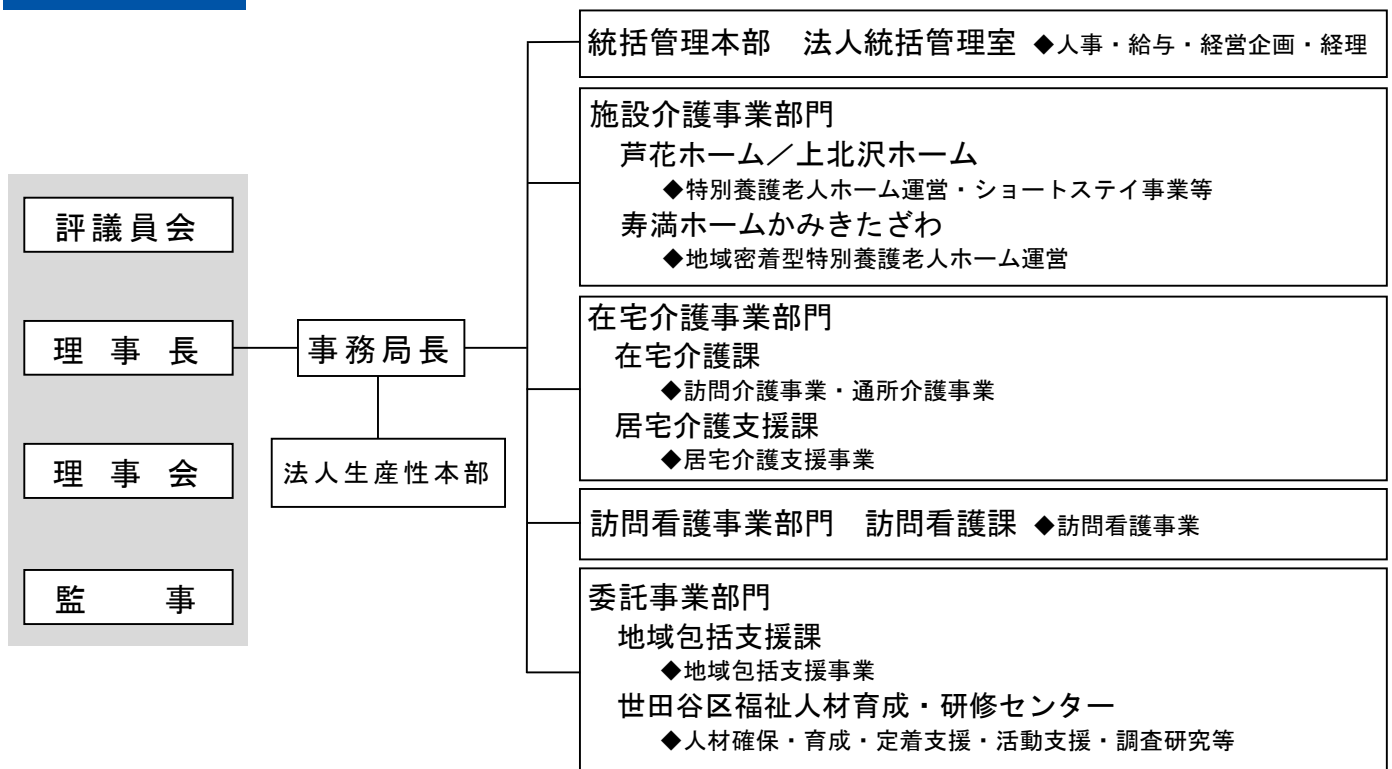 評議員会
理事長
理事会
監事
事務局長
法人生産性本部
統括管理本部　法人統括管理室 ◆人事・給与・経営企画・経理
施設介護事業部門
芦花ホーム／上北沢ホーム
◆特別養護老人ホーム運営・ショートステイ事業等
寿満ホームかみきたざわ
◆地域密着型特別養護老人ホーム運営
在宅介護事業部門
在宅介護課
◆訪問介護事業・通所介護事業
居宅介護支援課
◆居宅介護支援事業
訪問看護事業部門　訪問看護課 ◆訪問看護事業
委託事業部門
地域包括支援課
◆地域包括支援事業
世田谷区福祉人材育成・研修センター
◆人材確保・育成・定着支援・活動支援・調査研究等